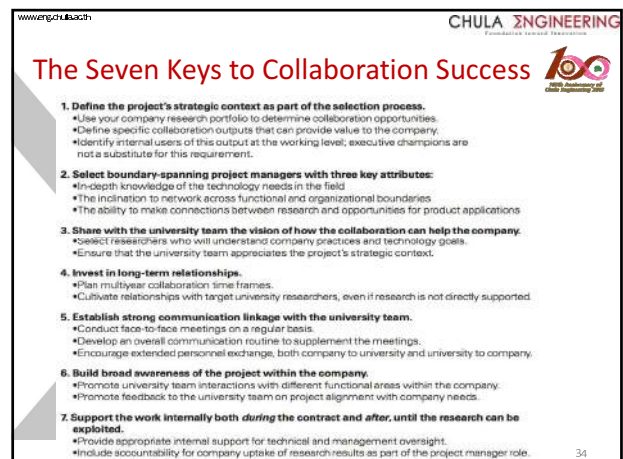 www.eng.chula.ac.th
CHULA ΣNGINEERING
Foundation toward Innovation
The Seven Keys to Collaboration Success
100
100th Anniversary of
Chula Engineering 2013
1. Define the project's strategic context as part of the selection process.
•Use your company research portfolio to determine collaboration opportunities.
•Define specific collaboration outputs that can provide value to the company.
•Identify internal users of this output at the working level; executive champions are
not a substitute for this requirement.
2. Select boundary-spanning project managers with three key attributes:
•In-depth knowledge of the technology needs in the field
•The inclination to network across functional and organizational boundaries
•The ability to make connections between research and opportunities for product applications
3. Share with the university team the vision of how the collaboration can help the company.
•Select researchers who will understand company practices and technology goals.
•Ensure that the university team appreciates the project's strategic context.
4. Invest in long-term relationships.
•Plan multiyear collaboration time frames.
•Cultivate relationships with target university researchers, even if research is not directly supported.
5. Establish strong communication linkage with the university team.
•Conduct face-to-face meetings on a regular basis.
•Develop an overall communication routine to supplement the meetings.
•Encourage extended personnel exchange, both company to university and university to company.
6. Build broad awareness of the project within the company.
•Promote university team interactions with different functional areas within the company.
•Promote feedback to the university team on project alignment with company needs.
7. Support the work internally both during the contract and after, until the research can be
exploited.
•Provide appropriate internal support for technical and management oversight.
•Include accountability for company uptake of research results as part of the project manager role.
34